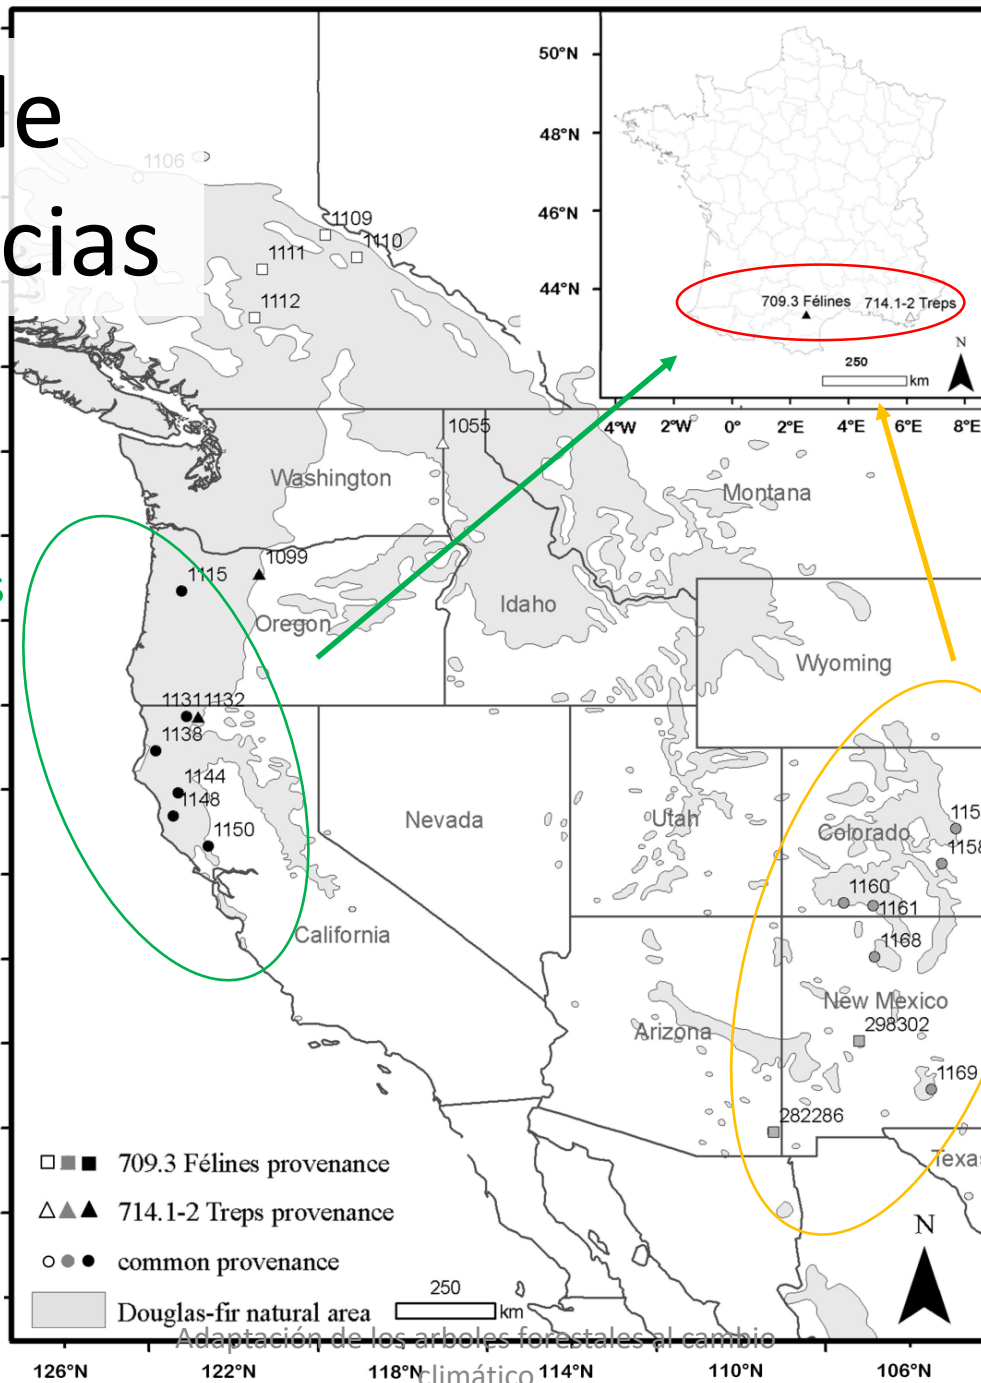 de
cias
50°N
48°N
46°N
44°N
709.3 Félines
714.1-2 Treps
N
250
km
4°W
2°W
0°
2°E
4°E
6°E
8°E
1106
1109
1110
1111
1112
1055
Washington
Montana
1099
1115
Oregon
Idaho
Wyoming
1131
1132
1138
1144
1148
1150
Nevada
Utah
Colorado
115
1158
1160
1161
1168
California
Arizona
New Mexico
298302
1169
282286
Texas
709.3 Félines provenance
714.1-2 Treps provenance
common provenance
Douglas-fir natural area
250
km
N
Adaptación de los arboles forestales al cambio
climático
126°N
122°N
118°N
114°N
110°N
106°N